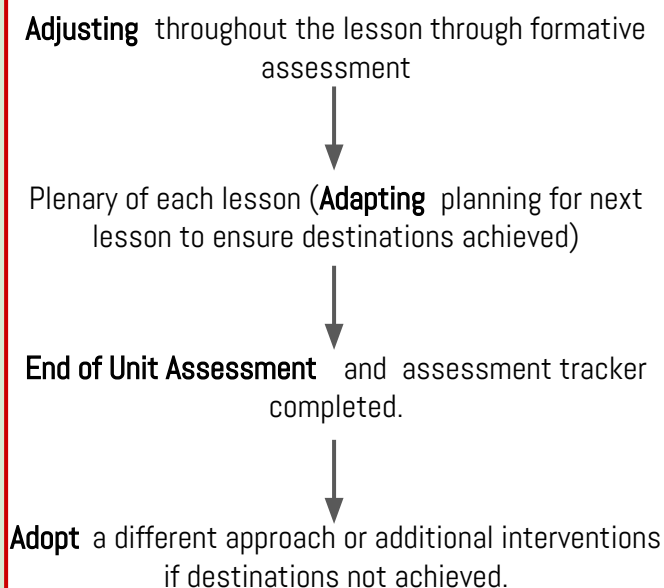 Adjusting throughout the lesson through formative
assessment
Plenary of each lesson (Adapting planning for next
lesson to ensure destinations achieved)
End of Unit Assessment and assessment tracker
completed.
Adopt a different approach or additional interventions
if destinations not achieved.